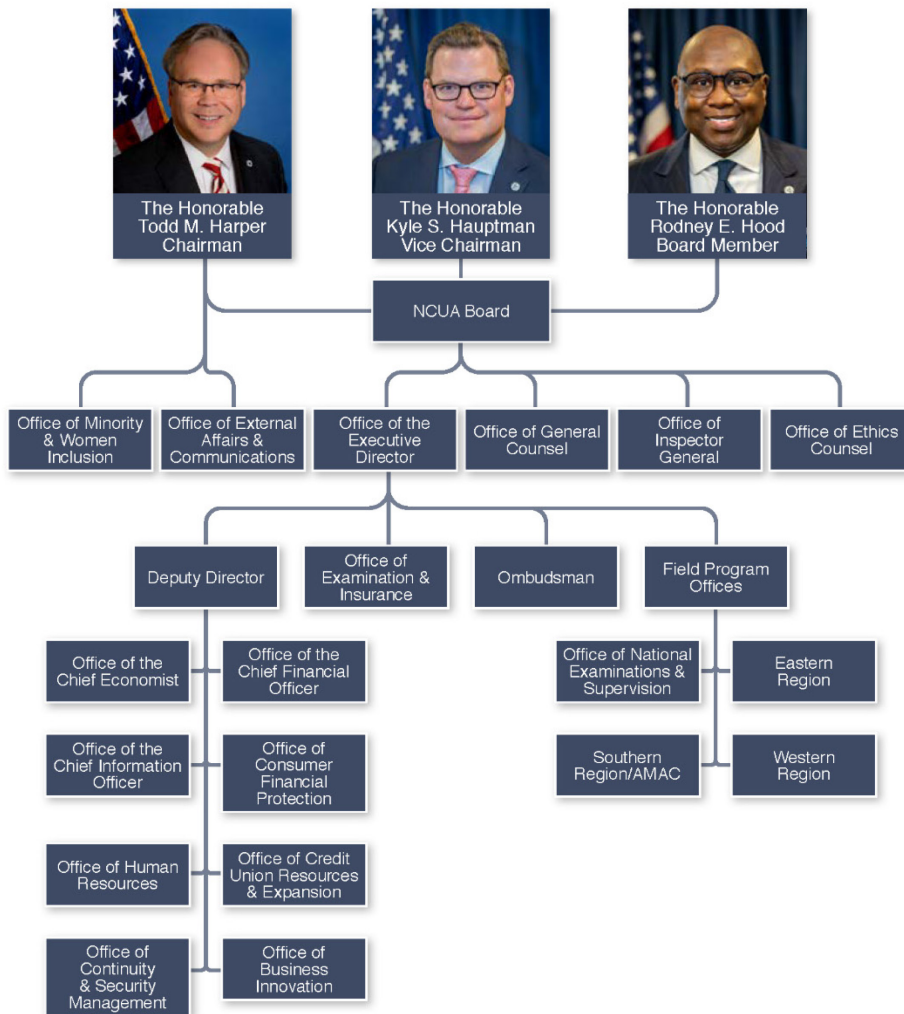 The Honorable
Todd M. Harper
Chairman
The Honorable
Kyle S. Hauptman
Vice Chairman
The Honorable
Rodney E. Hood
Board Member
NCUA Board
Office of Minority
& Women
Inclusion
Office of External
Affairs &
Communications
Office of the
Executive
Director
Office of General
Counsel
Office of
Inspector
General
Office of Ethics
Counsel
Deputy Director
Office of
Examination &
Insurance
Ombudsman
Field Program
Offices
Office of the
Chief Economist
Office of the
Chief Financial
Officer
Office of National
Examinations &
Supervision
Eastern
Region
Office of the
Chief Information
Officer
Office of
Consumer
Financial
Protection
Southern
Region/AMAC
Western
Region
Office of Human
Resources
Office of Credit
Union Resources
& Expansion
Office of
Continuity
& Security
Management
Office of
Business
Innovation